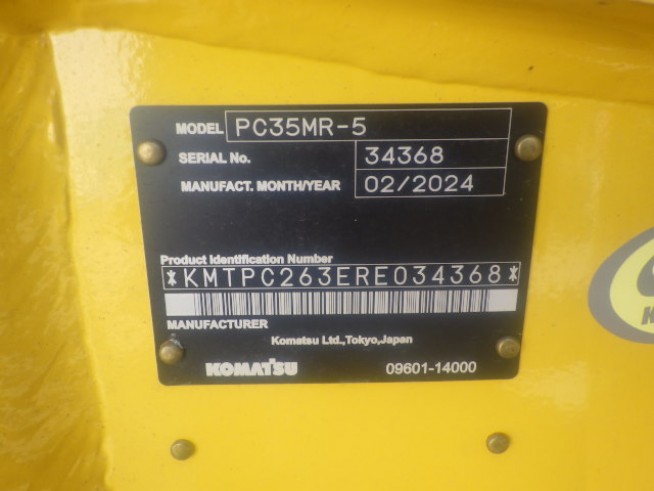 MODEL PC35MR-5
SERIAL No. 34368
MANUFACT. MONTH/YEAR 02/2024
Product Identification Number
*KMTPC263ERE034368*
MANUFACTURER
Komatsu Ltd.,Tokyo,Japan
KOMATSU 09601-14000